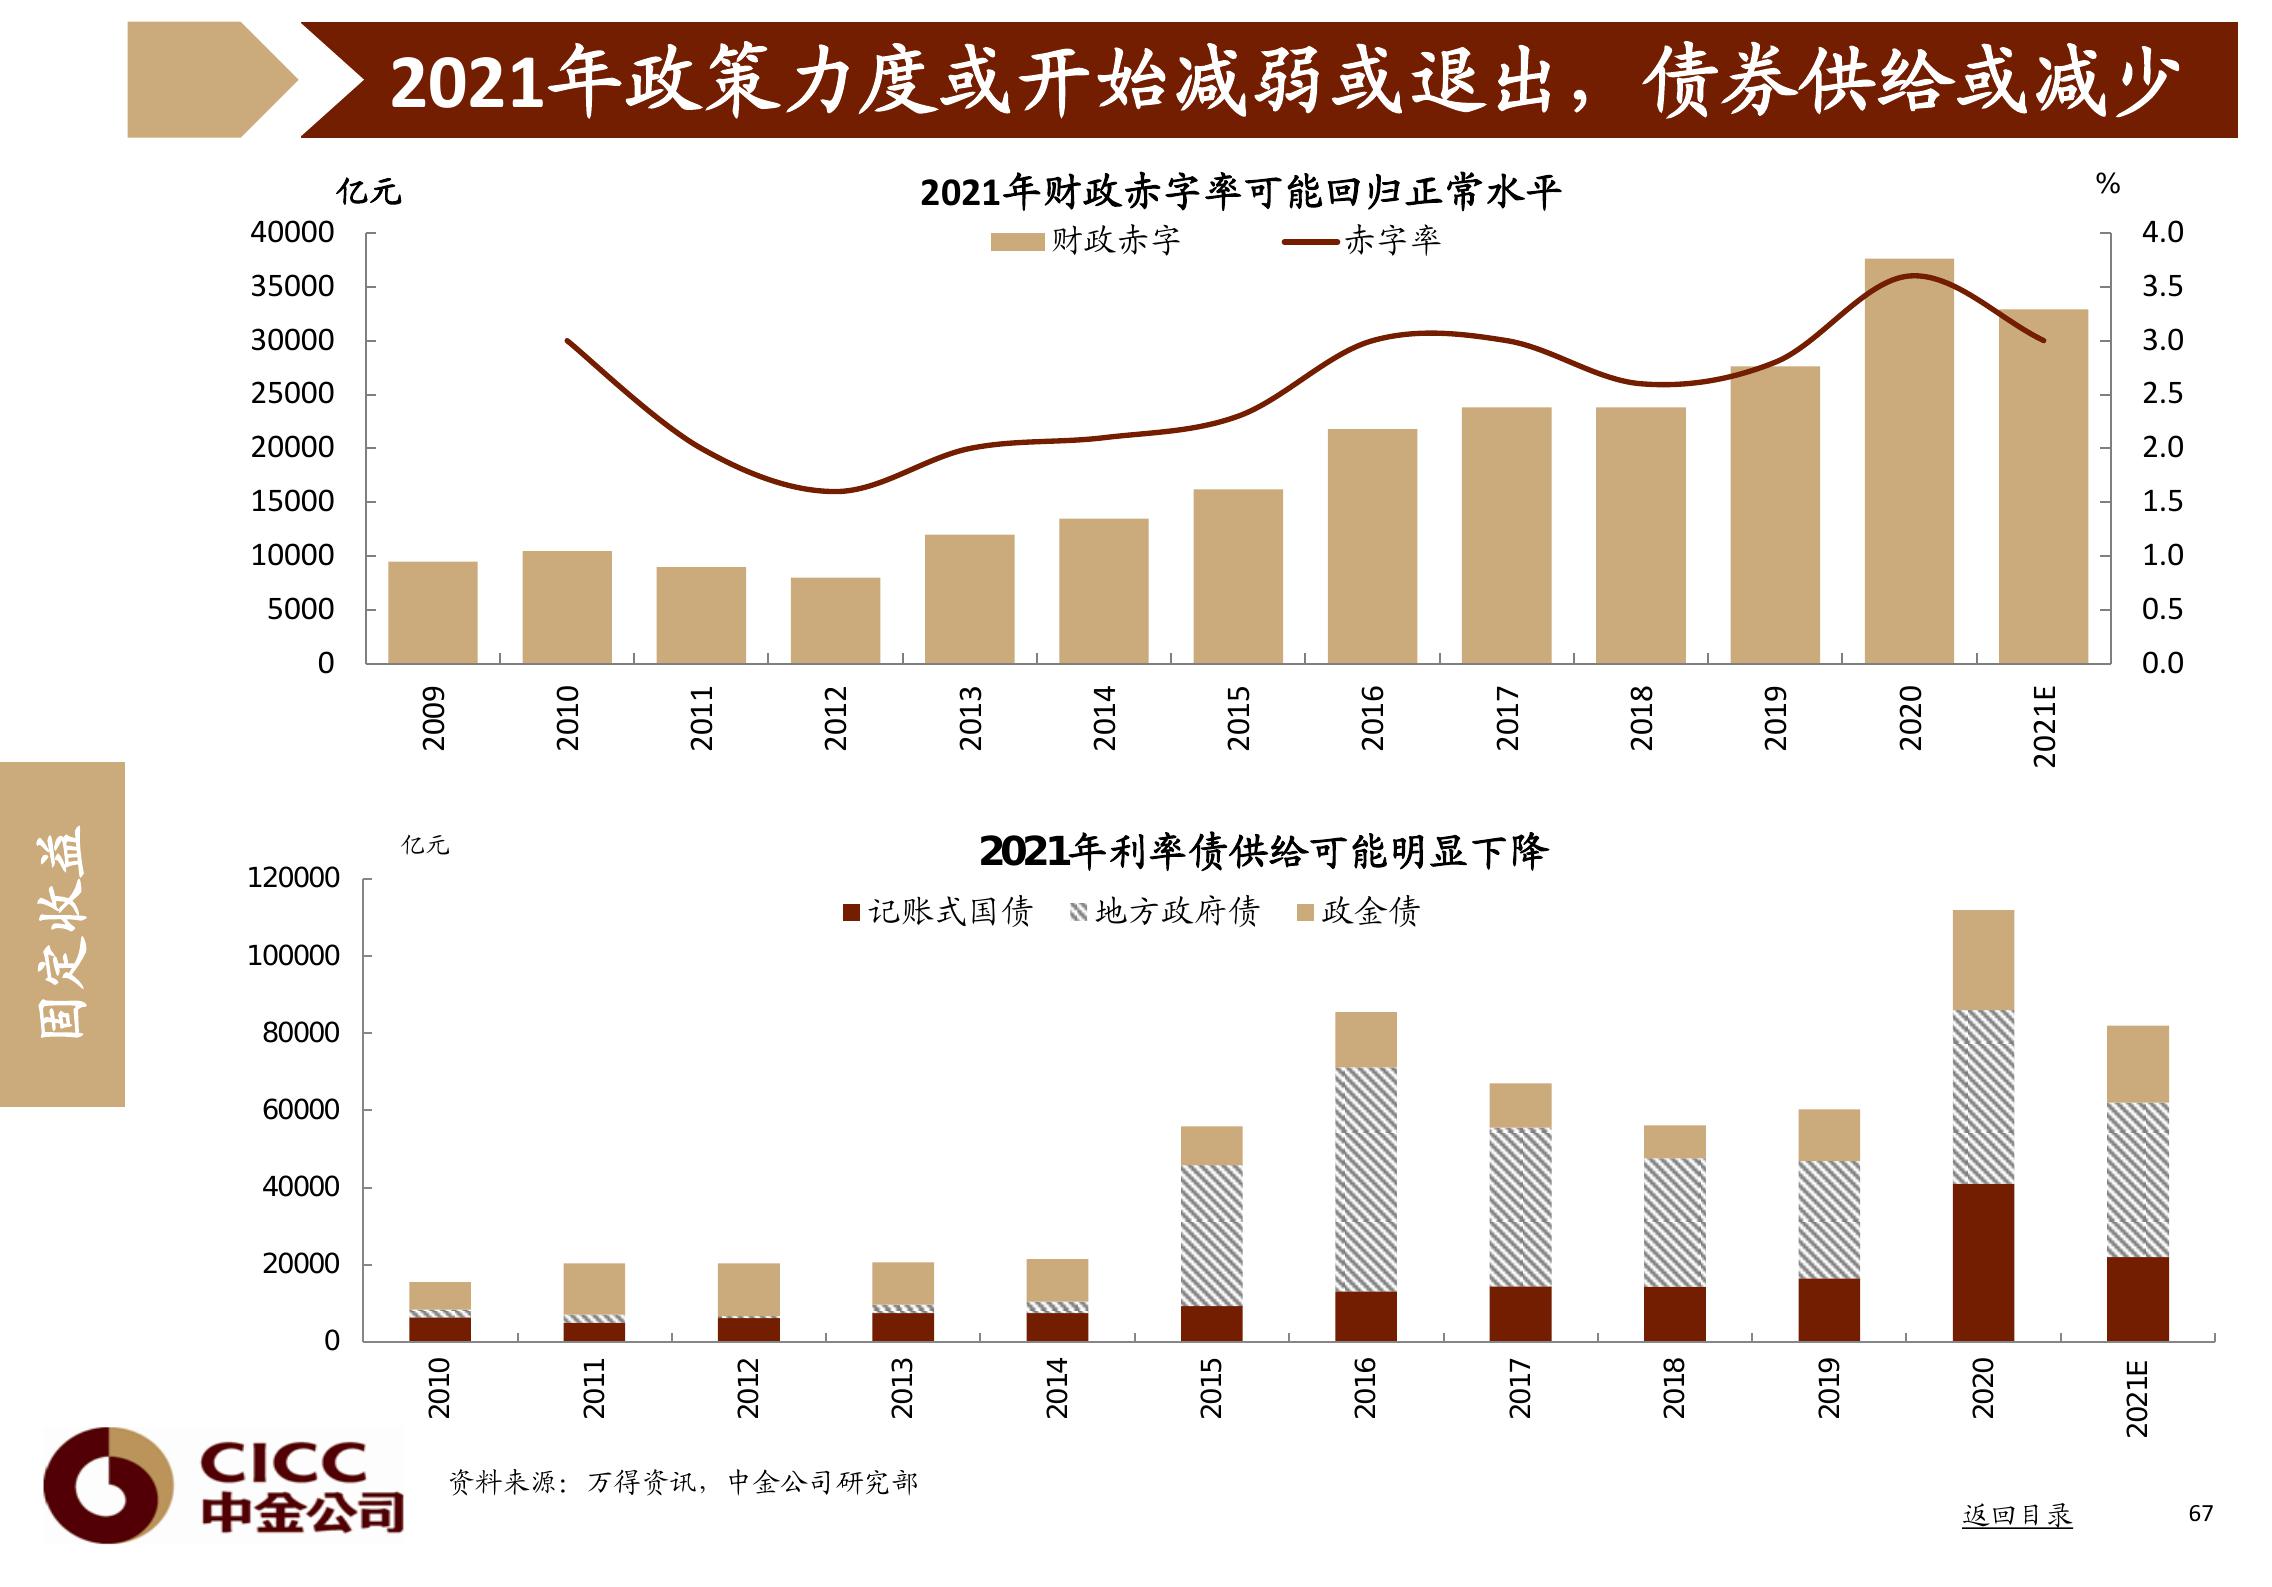 2021年政策力度或开始减弱或退出，债券供给或减少
亿元
2021年财政赤字率可能回归正常水平
%
财政赤字
赤字率
40000
35000
30000
25000
20000
15000
10000
5000
0
4.0
3.5
3.0
2.5
2.0
1.5
1.0
0.5
0.0
2009
2010
2011
2012
2013
2014
2015
2016
2017
2018
2019
2020
2021E
固定收益
亿元
2021年利率债供给可能明显下降
记账式国债
地方政府债
政金债
120000
100000
80000
60000
40000
20000
0
2010
2011
2012
2013
2014
2015
2016
2017
2018
2019
2020
2021E
CICC
中金公司
资料来源：万得资讯，中金公司研究部
返回目录
67